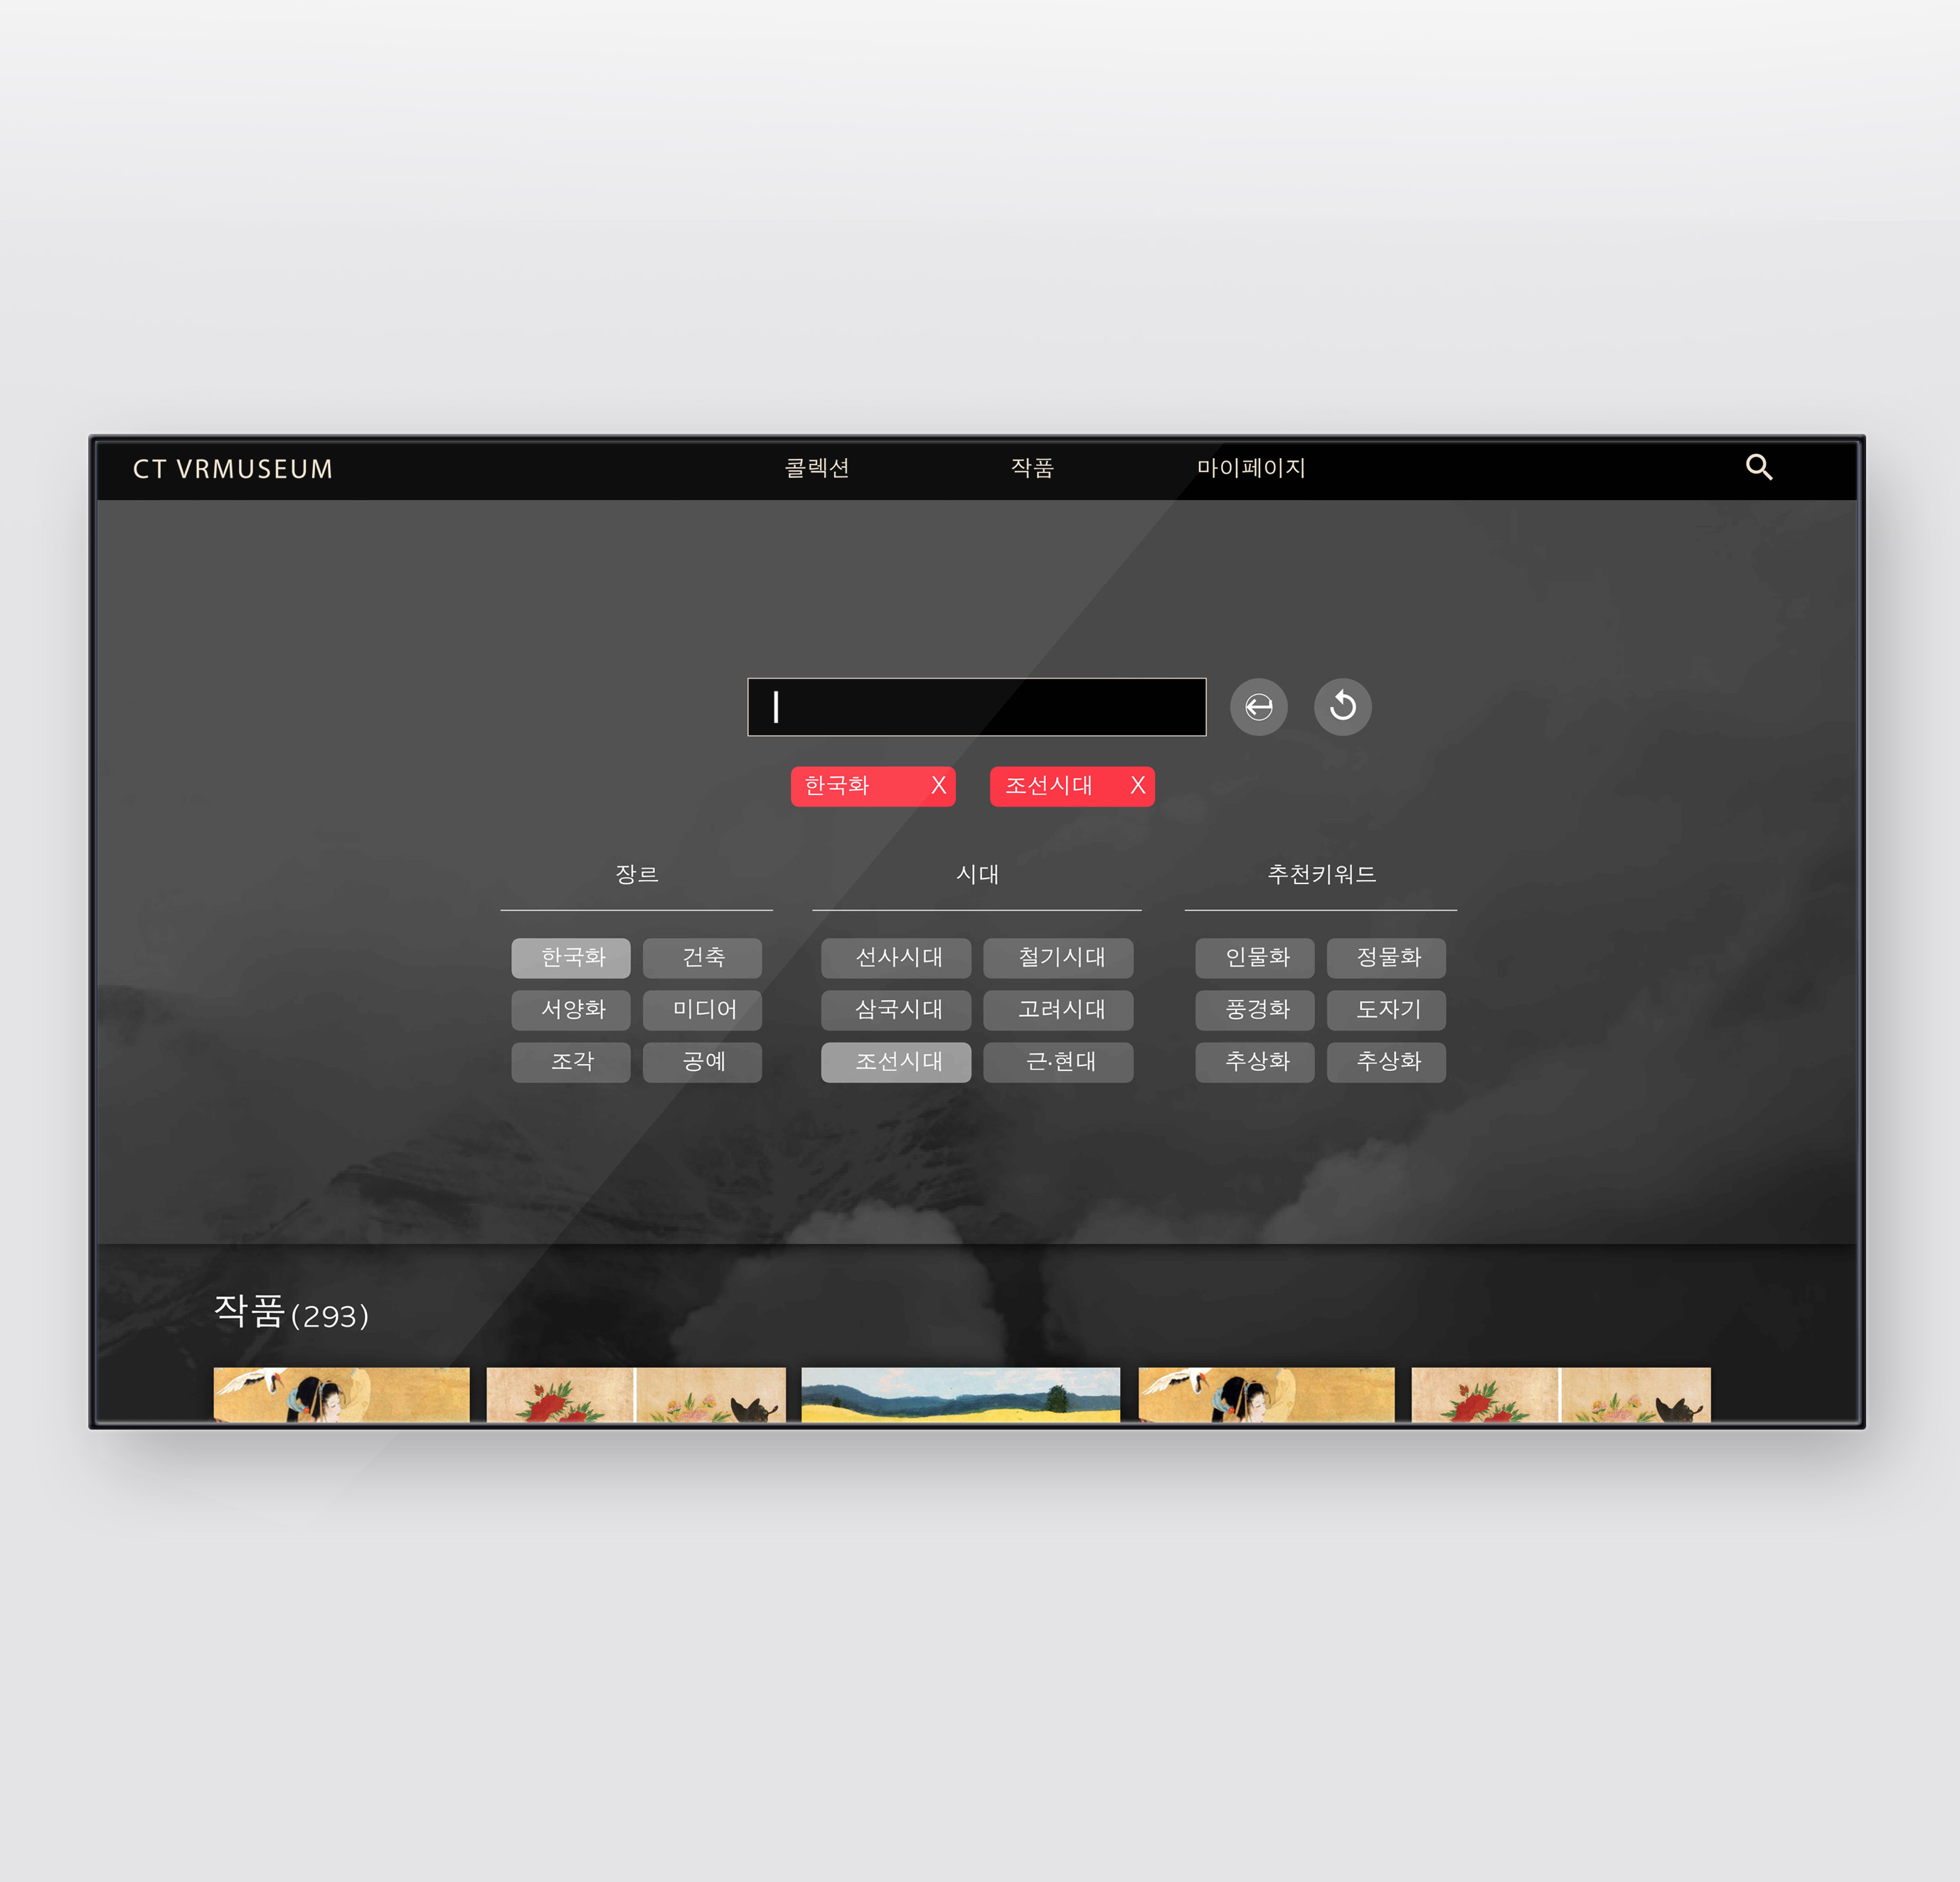 CT VRMUSEUM 콜렉션 작품 마이페이지
한국화 X 조선시대 X
장르 시대 추천키워드
한국화 건축 선사시대 철기시대 인물화 정물화
서양화 미디어 삼국시대 고려시대 풍경화 도자기
조각 공예 조선시대 근·현대 추상화 추상화
작품(293)